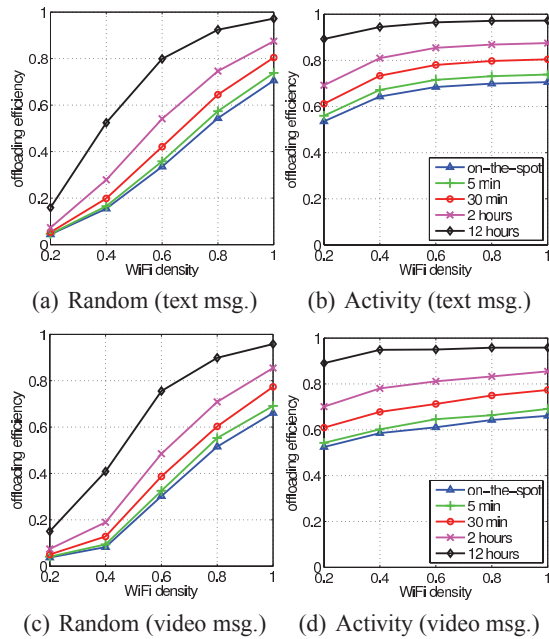 1
0.8
0.6
0.4
0.2
0
offloading efficiency
0.2 0.4 0.6 0.8 1
WiFi density
(a) Random (text msg.)
1
0.8
0.6
0.4
0.2
0
offloading efficiency
on-the-spot
5 min
30 min
2 hours
12 hours
0.2 0.4 0.6 0.8 1
WiFi density
(b) Activity (text msg.)
1
0.8
0.6
0.4
0.2
0
offloading efficiency
0.2 0.4 0.6 0.8 1
WiFi density
(c) Random (video msg.)
1
0.8
0.6
0.4
0.2
0
offloading efficiency
on-the-spot
5 min
30 min
2 hours
12 hours
0.2 0.4 0.6 0.8 1
WiFi density
(d) Activity (video msg.)